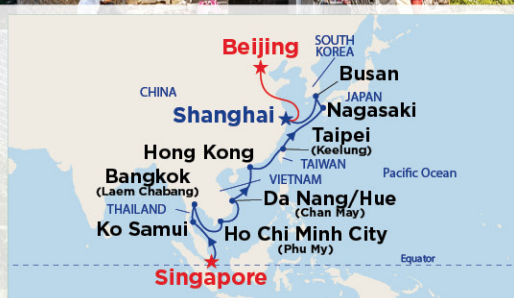 SOUTH
KOREA
Beijing
Busan
CHINA
JAPAN
Shanghai
Nagasaki
Taipei
(Keelung)
Hong Kong
TAIWAN
Bangkok
(Laem Chabang)
VIETNAM
Pacific Ocean
Da Nang/Hue
(Chan May)
THAILAND
Ko Samui
Ho Chi Minh City
(Phu My)
Equator
Singapore